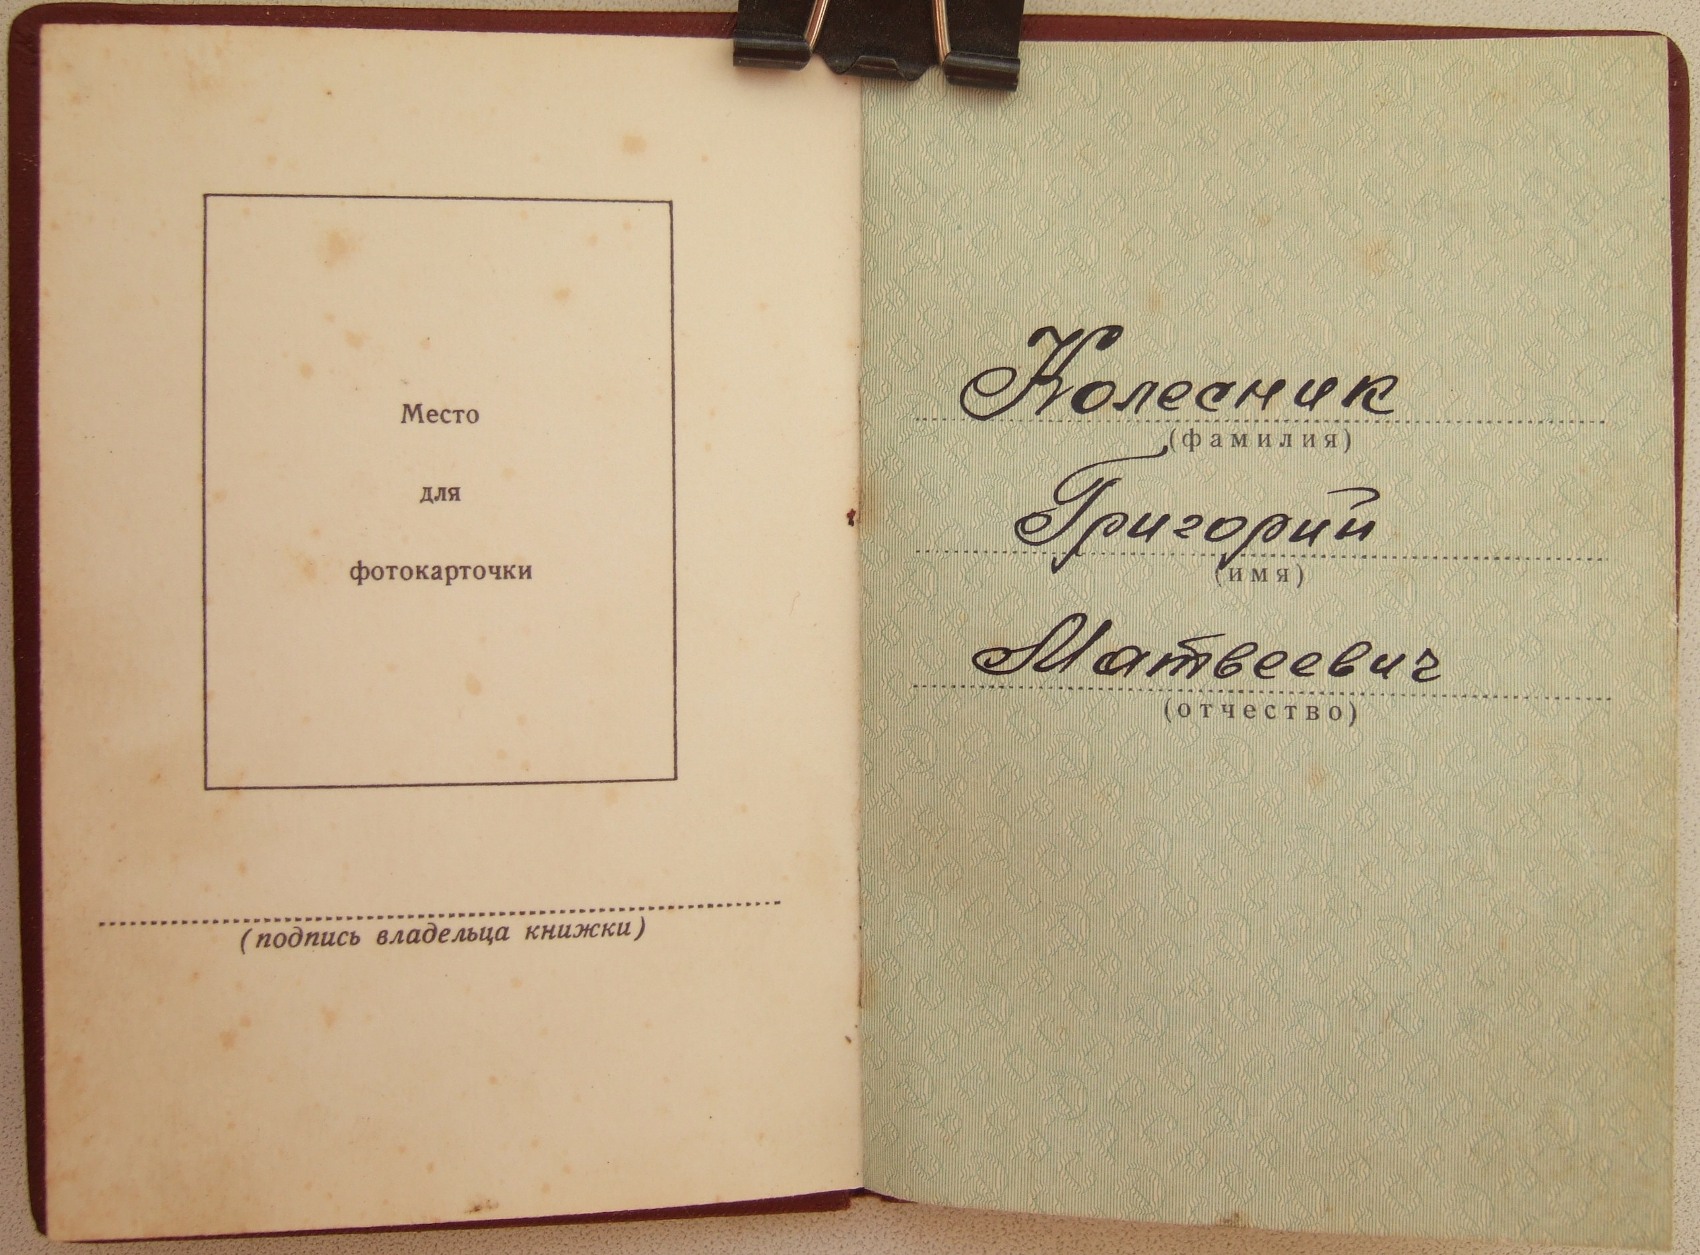 Место
для
фотокарточки
(подпись владельца книжки)
Колесник
(фамилия)
Григорий
(имя)
Матвеевич
(отчество)